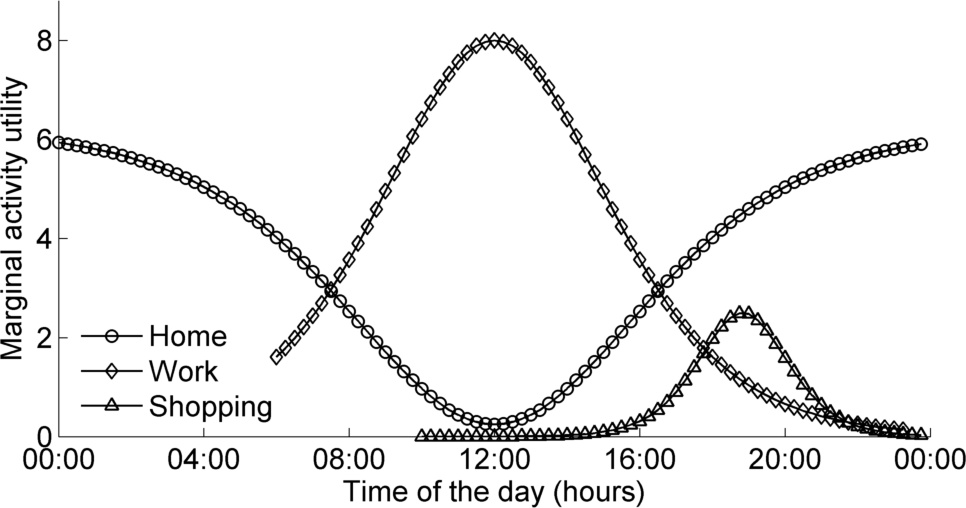 Marginal activity utility
8
6
4
2
0
Home
Work
Shopping
00:00 04:00 08:00 12:00 16:00 20:00 00:00
Time of the day (hours)